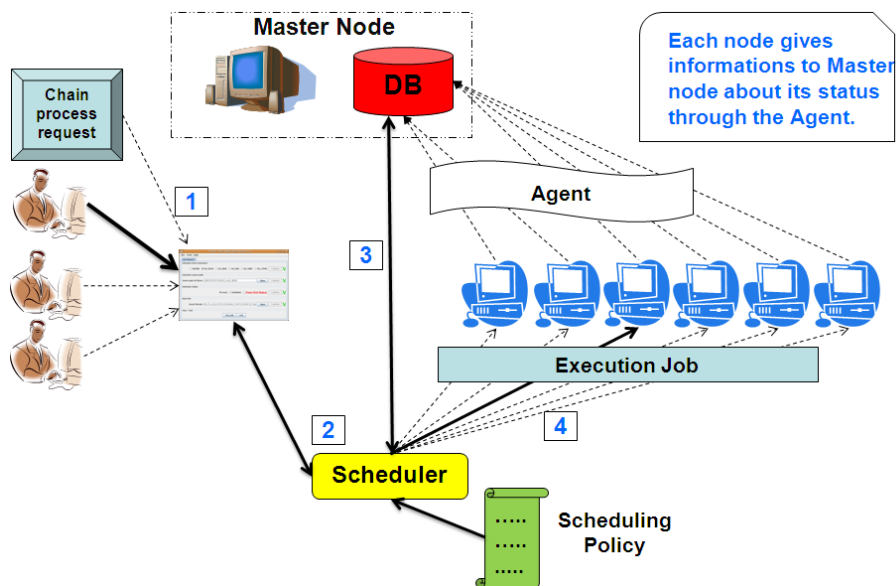 Master Node
DB
Each node gives
informations to Master
node about its status
through the Agent.
Chain
process
request
1
Agent
3
Execution Job
2
4
Scheduler
Scheduling
Policy